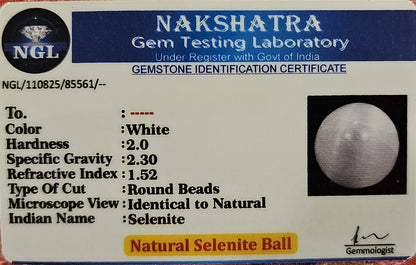 NGL
NAKSHATRA
Gem Testing Laboratory
Under Register with Govt of India
GEMSTONE IDENTIFICATION CERTIFICATE
NGL/110825/85561/--
To. : -----
Color : White
Hardness : 2.0
Specific Gravity : 2.30
Refractive Index : 1.52
Type Of Cut : Round Beads
Microscope View : Identical to Natural
Indian Name : Selenite
Natural Selenite Ball
Gemmologist